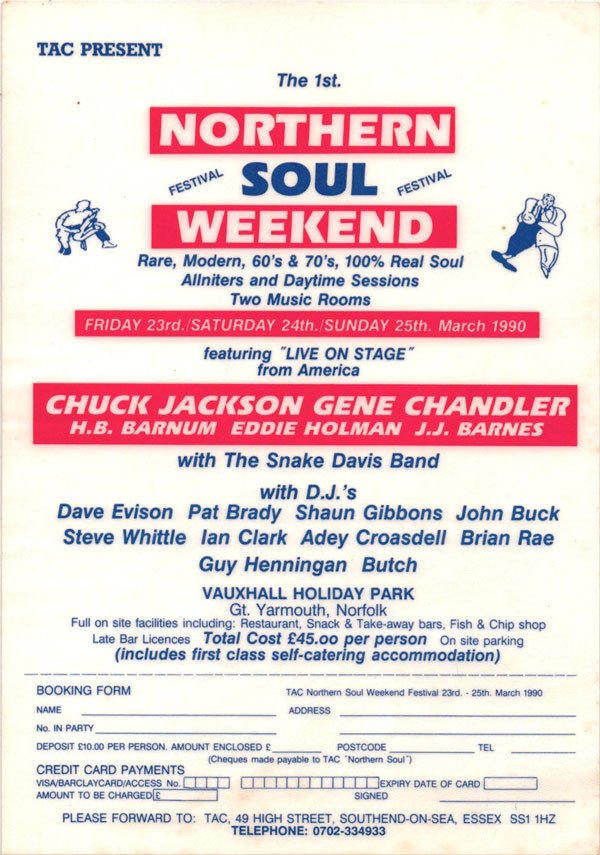 TAC PRESENT
The 1st.
NORTHERN
FESTIVAL SOUL FESTIVAL
WEEKEND
Rare, Modern, 60's & 70's, 100% Real Soul
Allniters and Daytime Sessions
Two Music Rooms
FRIDAY 23rd./SATURDAY 24th./SUNDAY 25th. March 1990
featuring "LIVE ON STAGE"
from America
CHUCK JACKSON GENE CHANDLER
H.B. BARNUM EDDIE HOLMAN J.J. BARNES
with The Snake Davis Band
with D.J.'s
Dave Evison Pat Brady Shaun Gibbons John Buck
Steve Whittle Ian Clark Adey Croasdell Brian Rae
Guy Henningan Butch
VAUXHALL HOLIDAY PARK
Gt. Yarmouth, Norfolk
Full on site facilities including: Restaurant, Snack & Take-away bars, Fish & Chip shop
Late Bar Licences Total Cost £45.oo per person On site parking
(includes first class self-catering accommodation)
BOOKING FORM TAC Northern Soul Weekend Festival 23rd. - 25th. March 1990
NAME ADDRESS
No. IN PARTY
DEPOSIT £10.00 PER PERSON. AMOUNT ENCLOSED £ POSTCODE TEL
(Cheques made payable to TAC "Northern Soul")
CREDIT CARD PAYMENTS
VISA/BARCLAYCARD/ACCESS No. EXPIRY DATE OF CARD
AMOUNT TO BE CHARGED £ SIGNED
PLEASE FORWARD TO: TAC, 49 HIGH STREET, SOUTHEND-ON-SEA, ESSEX SS1 1HZ
TELEPHONE: 0702-334933